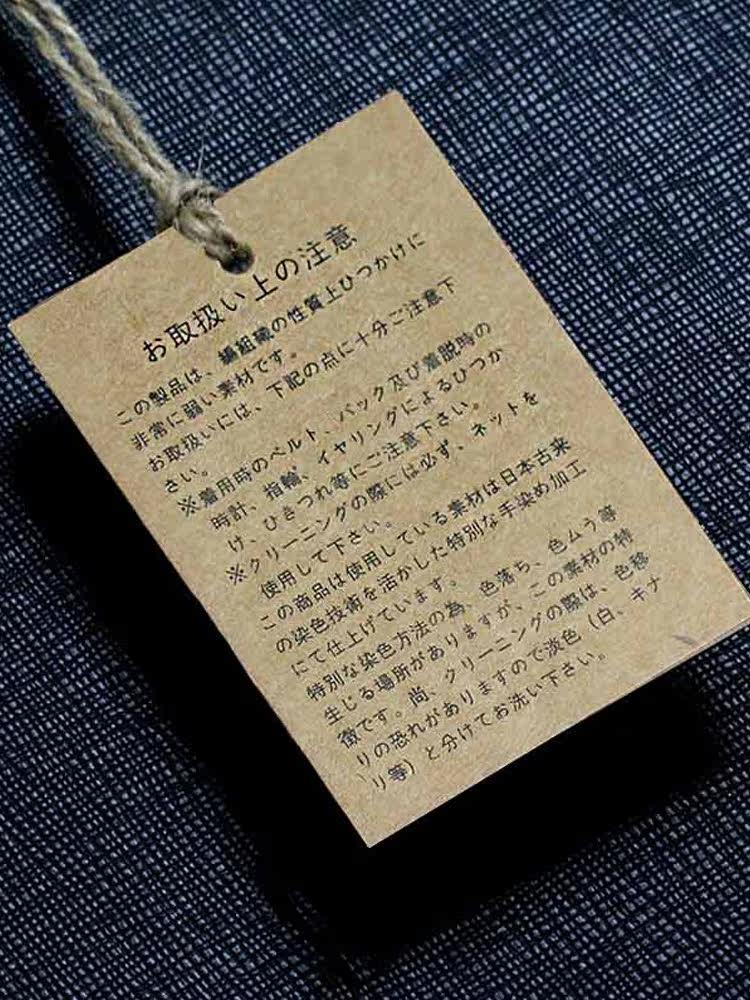 お取扱い上の注意
この製品は、編組織の性質上ひつかけに
非常に弱い素材です。
お取扱いには、下記の点に十分ご注意下
さい。
※着用時のベルト、バック及び着脱時の
時計、指輪、イヤリングによるひつか
け、ひきつれ等にご注意下さい。
※クリーニングの際には必ず、ネットを
使用して下さい。
この商品は使用している素材は日本古来
の染色技術を活かした特別な手染め加工
にて仕上げています。
特別な染色方法の為、色落ち、色ムラ等
生じる場所がありますが、この素材の特
徴です。尚、クリーニングの際は、色移
りの恐れがありますので淡色（白、キナ
リ等）と分けてお洗い下さい。